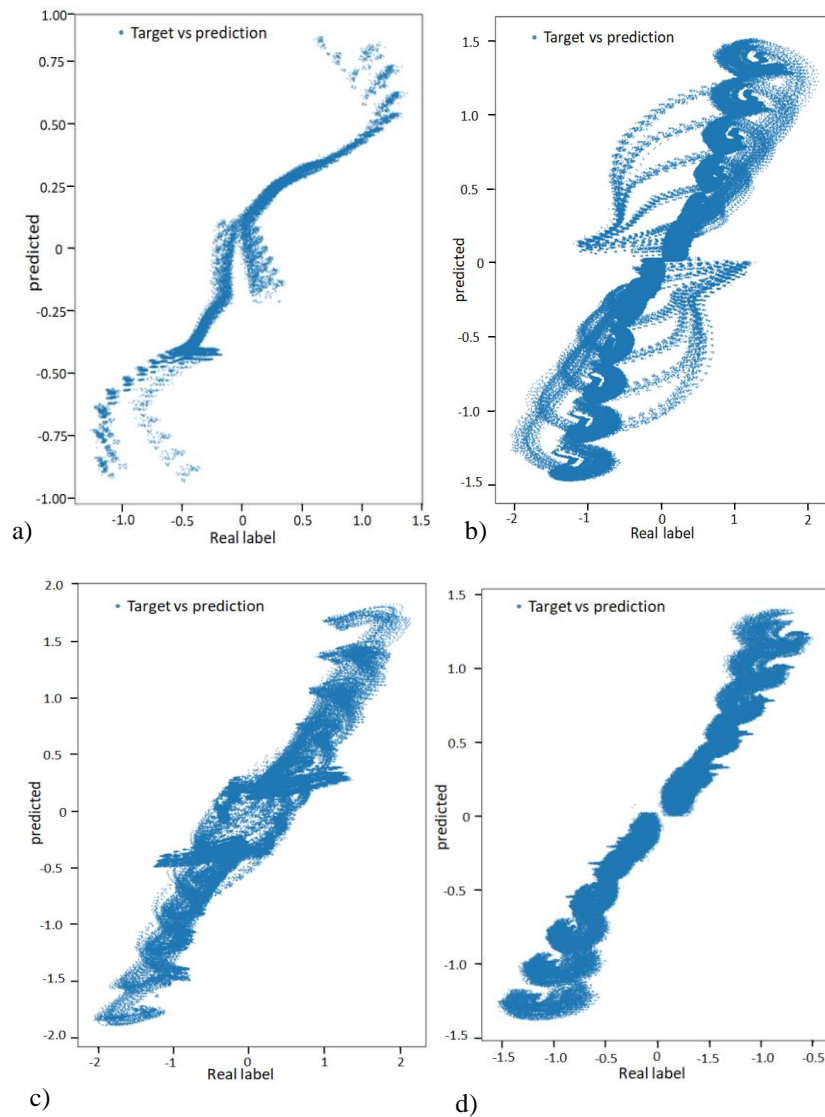 1.00
Target vs prediction
0.75
0.50
0.25
0
-0.25
-0.50
-0.75
-1.00
predicted
-1.0 -0.5 0 0.5 1.0 1.5
Real label
a)
1.5
Target vs prediction
1.0
0.5
0
-0.5
-1.0
-1.5
predicted
-2 -1 0 1 2
Real label
b)
2.0
Target vs prediction
1.5
1.0
0.5
0
-0.5
-1.0
-1.5
-2.0
predicted
-2 -1 0 1 2
Real label
c)
1.5
Target vs prediction
1.0
0.5
0
-0.5
-1.0
-1.5
predicted
-1.5 -1.0 -0.5 0 -1.5 -1.0 -0.5
Real label
d)